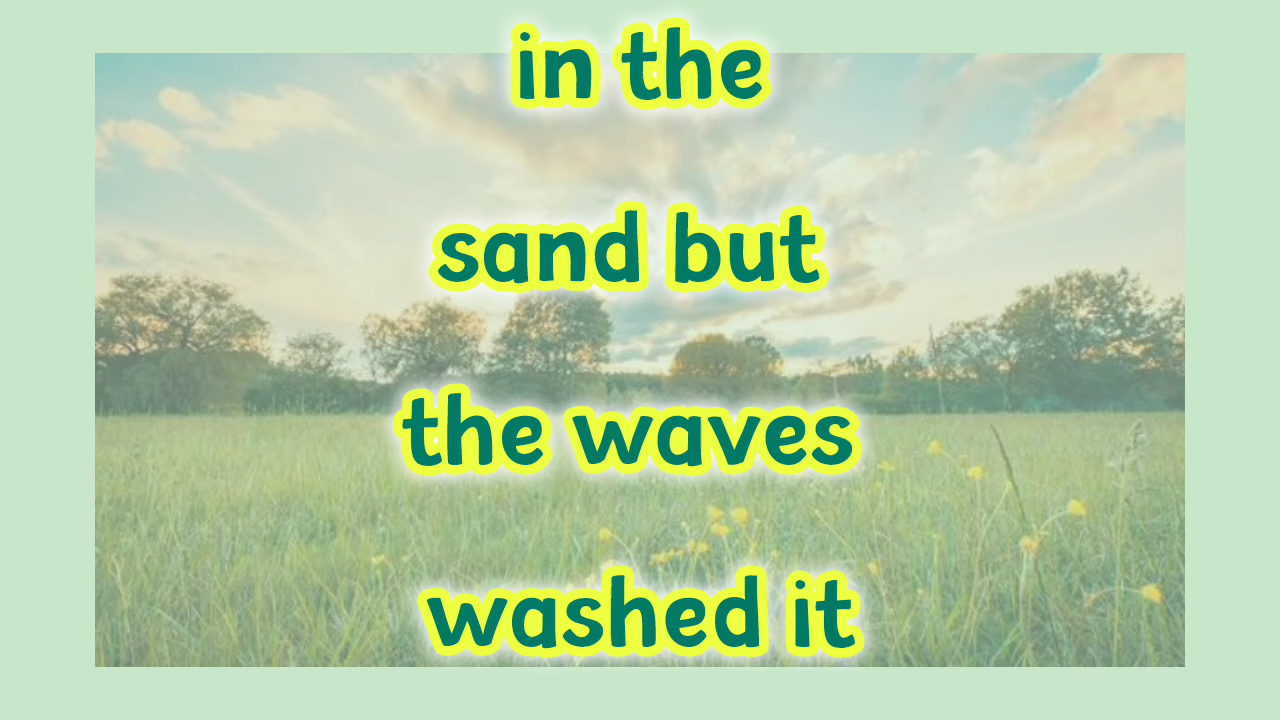 in the
sand but
the waves
washed it